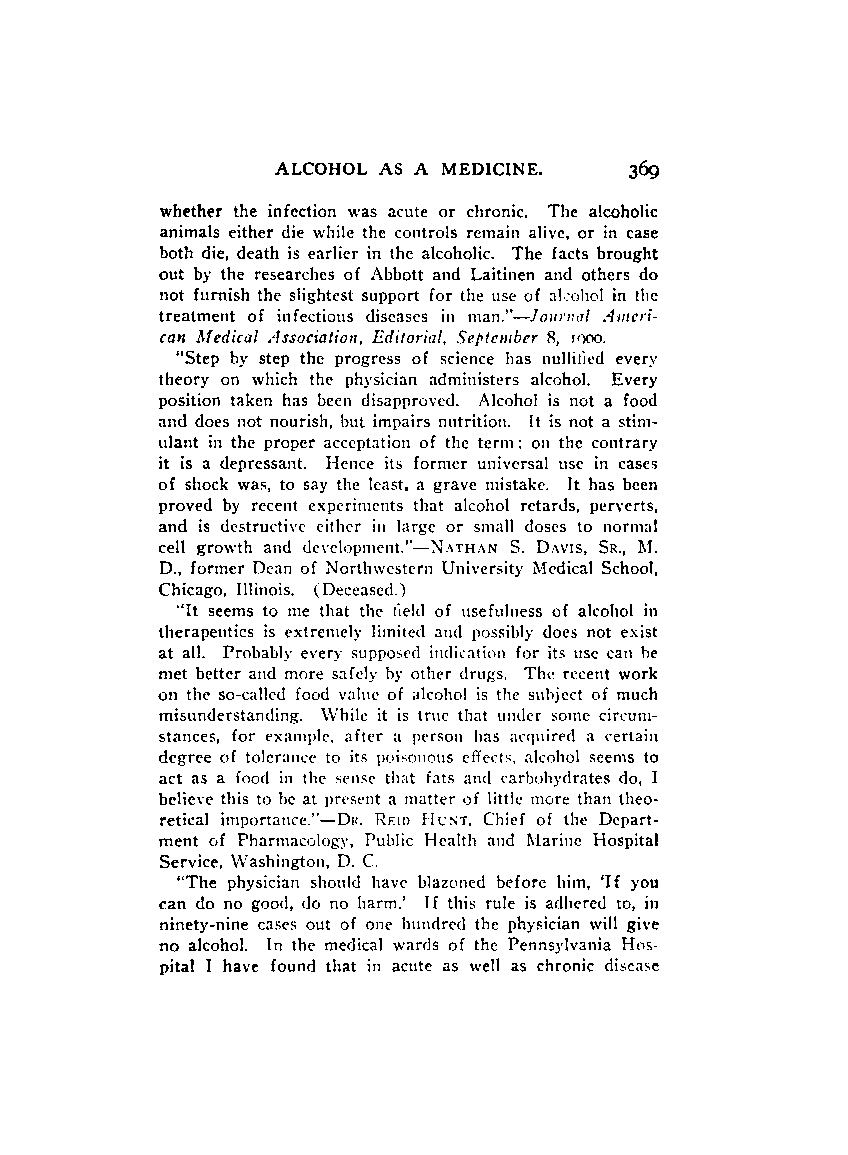 ALCOHOL AS A MEDICINE. 369
whether the infection was acute or chronic. The alcoholic
animals either die while the controls remain alive, or in case
both die, death is earlier in the alcoholic. The facts brought
out by the researches of Abbott and Laitinen and others do
not furnish the slightest support for the use of alcohol in the
treatment of infectious diseases in man."—Journal Ameri-
can Medical Association, Editorial, September 8, 1900.
"Step by step the progress of science has nullified every
theory on which the physician administers alcohol. Every
position taken has been disapproved. Alcohol is not a food
and does not nourish, but impairs nutrition. It is not a stim-
ulant in the proper acceptation of the term; on the contrary
it is a depressant. Hence its former universal use in cases
of shock was, to say the least, a grave mistake. It has been
proved by recent experiments that alcohol retards, perverts,
and is destructive either in large or small doses to normal
cell growth and development."—NATHAN S. DAVIS, SR., M.
D., former Dean of Northwestern University Medical School,
Chicago, Illinois. (Deceased.)
"It seems to me that the field of usefulness of alcohol in
therapeutics is extremely limited and possibly does not exist
at all. Probably every supposed indication for its use can be
met better and more safely by other drugs. The recent work
on the so-called food value of alcohol is the subject of much
misunderstanding. While it is true that under some circum-
stances, for example, after a person has acquired a certain
degree of tolerance to its poisonous effects, alcohol seems to
act as a food in the sense that fats and carbohydrates do, I
believe this to be at present a matter of little more than theo-
retical importance."—DR. REID HUNT, Chief of the Depart-
ment of Pharmacology, Public Health and Marine Hospital
Service, Washington, D. C.
"The physician should have blazoned before him, 'If you
can do no good, do no harm.' If this rule is adhered to, in
ninety-nine cases out of one hundred the physician will give
no alcohol. In the medical wards of the Pennsylvania Hos-
pital I have found that in acute as well as chronic disease